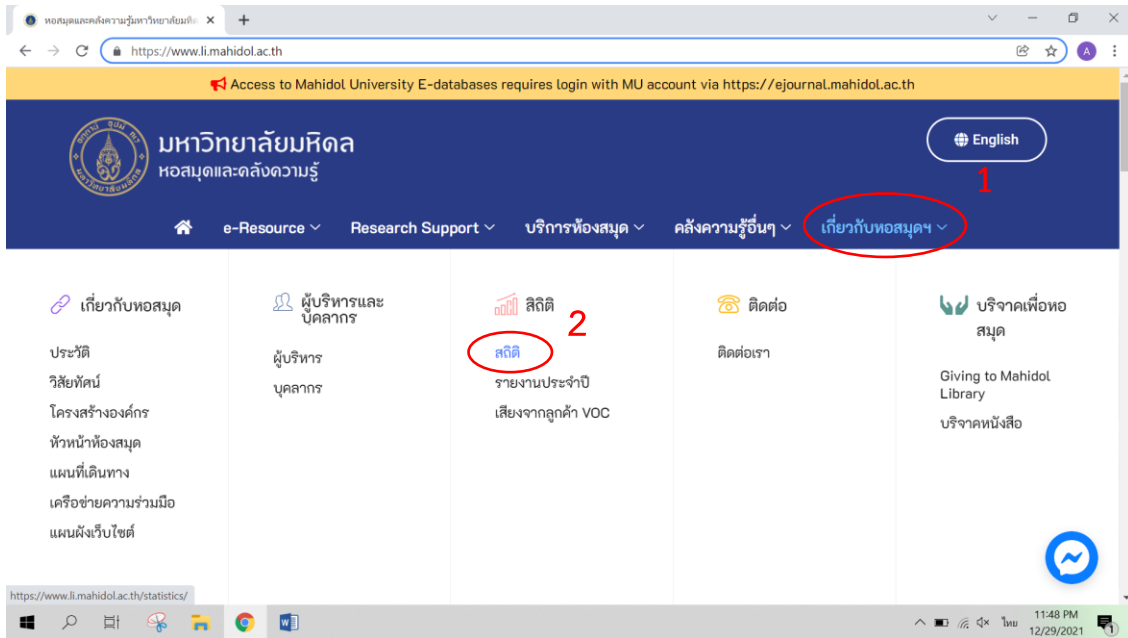 หอสมุดและคลังความรู้มหาวิทยาลัยมหิด
https://www.li.mahidol.ac.th
A
Access to Mahidol University E-databases requires login with MU account via https://ejournal.mahidol.ac.th
มหาวิทยาลัยมหิดล
หอสมุดและคลังความรู้
English
1
e-Resource
Research Support
บริการห้องสมุด
คลังความรู้อื่นๆ
เกี่ยวกับหอสมุดฯ
เกี่ยวกับหอสมุด
ประวัติ
วิสัยทัศน์
โครงสร้างองค์กร
หัวหน้าห้องสมุด
แผนที่เดินทาง
เครือข่ายความร่วมมือ
แผนผังเว็บไซต์
ผู้บริหารและ
บุคลากร
ผู้บริหาร
บุคลากร
สิถิติ
2
สถิติ
รายงานประจำปี
เสียงจากลูกค้า VOC
ติดต่อ
ติดต่อเรา
บริจาคเพื่อหอ
สมุด
Giving to Mahidol
Library
บริจาคหนังสือ
https://www.li.mahidol.ac.th/statistics/
ไทย
11:48 PM
12/29/2021
1